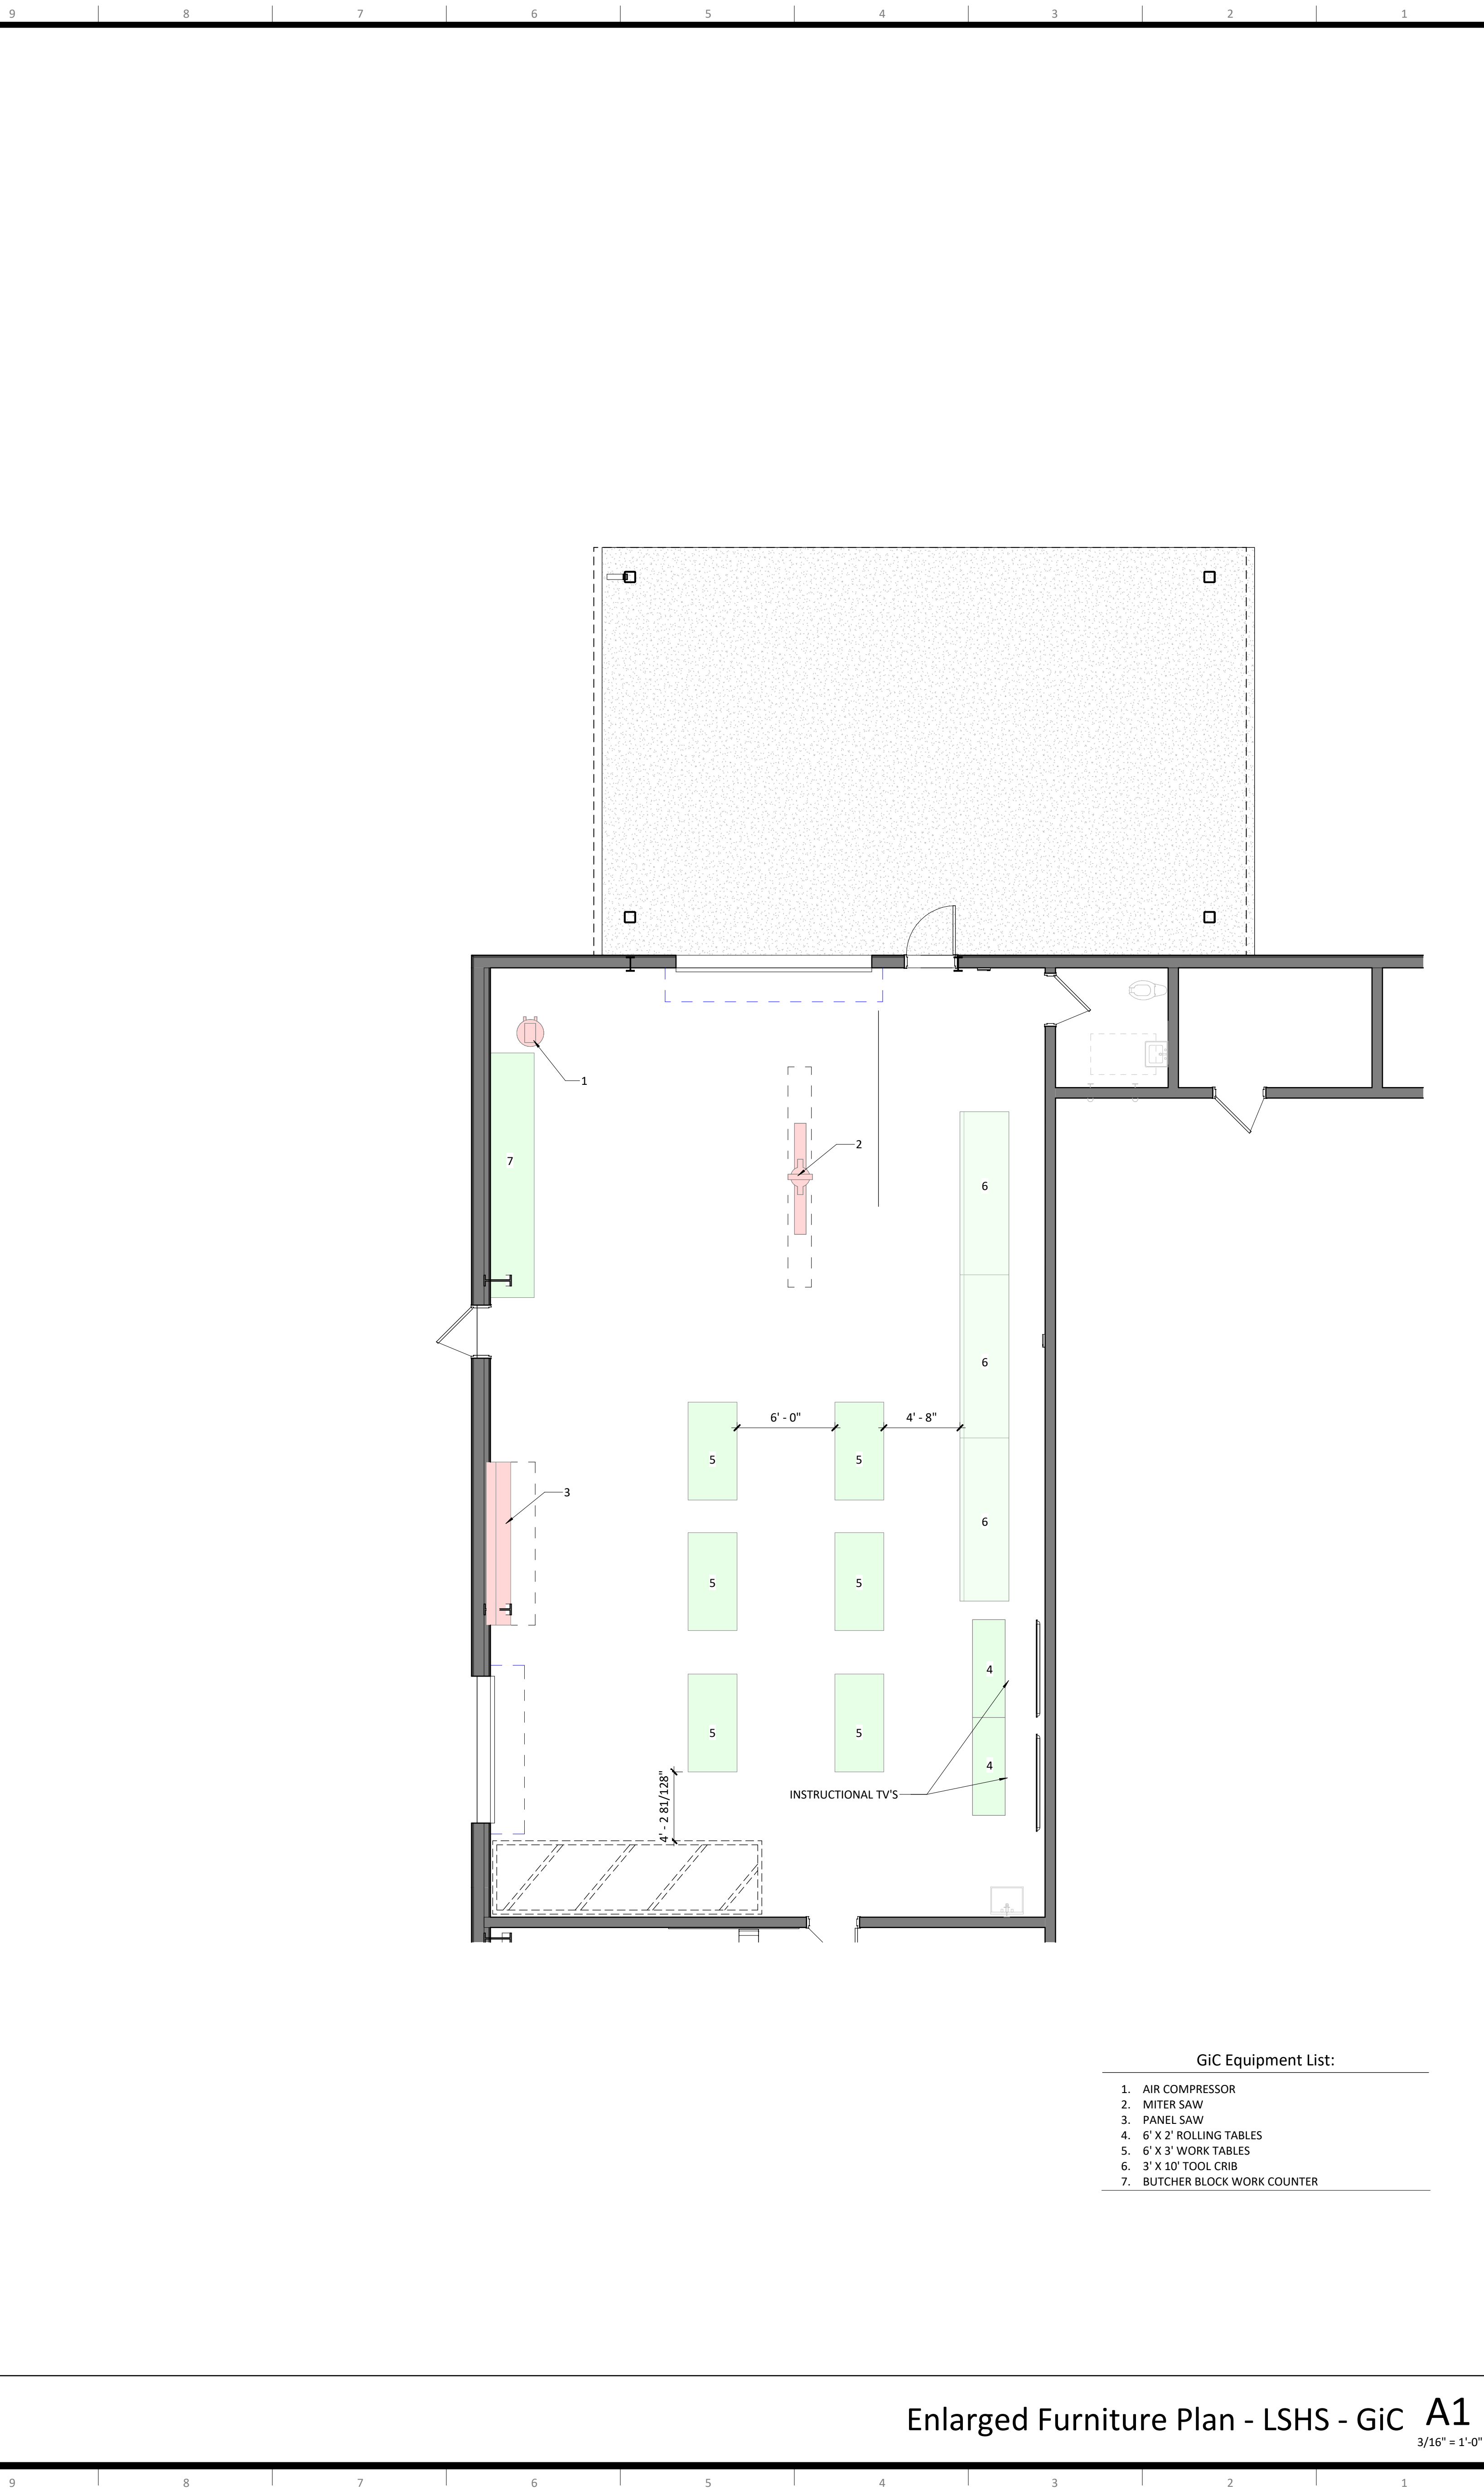 9 8 7 6 5 4 3 2 1
1
2
7
6
6
6' - 0"
4' - 8"
5
5
3
6
5
5
4
5
5
4
4' - 2 81/128"
INSTRUCTIONAL TV'S
GiC Equipment List:
1. AIR COMPRESSOR
2. MITER SAW
3. PANEL SAW
4. 6' X 2' ROLLING TABLES
5. 6' X 3' WORK TABLES
6. 3' X 10' TOOL CRIB
7. BUTCHER BLOCK WORK COUNTER
Enlarged Furniture Plan - LSHS - GiC A1
3/16" = 1'-0"
9 8 7 6 5 4 3 2 1